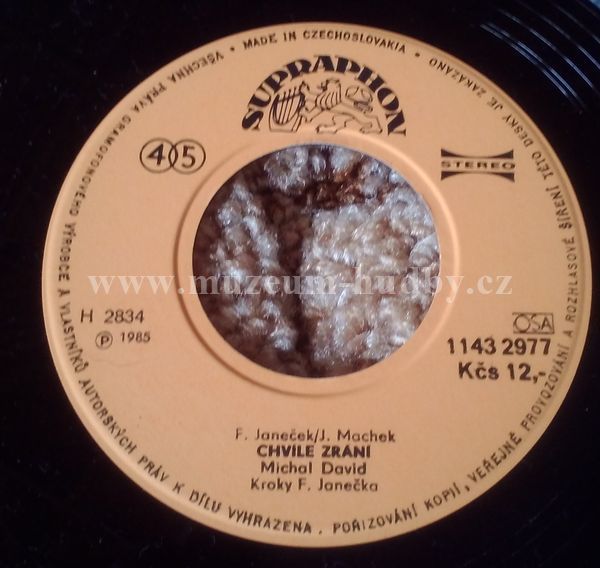 VŠECHNA PRÁVA GRAMOFONOVÉHO VÝROBCE A VLASTNÍKŮ AUTORSKÝCH PRÁV K DÍLU VYHRAZENA. POŘIZOVÁNÍ KOPIÍ, VEŘEJNÉ PROVOZOVÁNÍ A ROZHLASOVÉ ŠÍŘENÍ TÉTO DESKY JE ZAKÁZÁNO • MADE IN CZECHOSLOVAKIA •
SUPRAPHON
45
STEREO
www.muzeum-hudby.cz
H 2834
Ⓟ 1985
OSA
1143 2977
Kčs 12,-
F. Janeček/J. Machek
CHVÍLE ZRÁNÍ
Michal David
Kroky F. Janečka